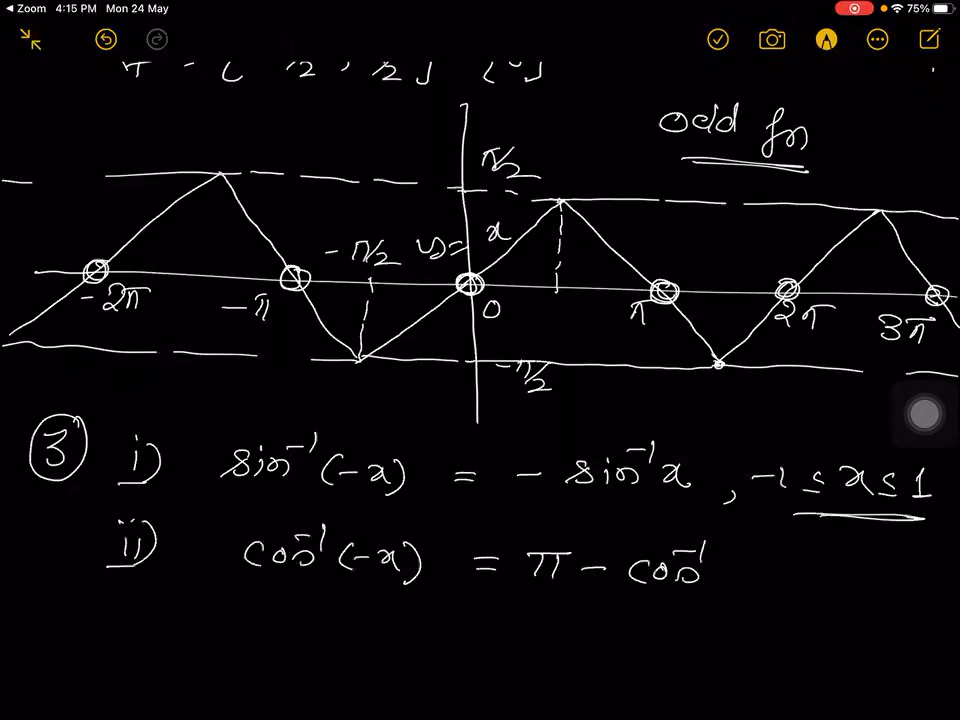 Zoom 4:15 PM Mon 24 May 75%
odd fn
π/2
-π/2 y = x
-2π -π 0 π 2π 3π
-π/2
3 i) sin⁻¹(-x) = - sin⁻¹x , -1 ≤ x ≤ 1
ii) cos⁻¹(-x) = π - cos⁻¹